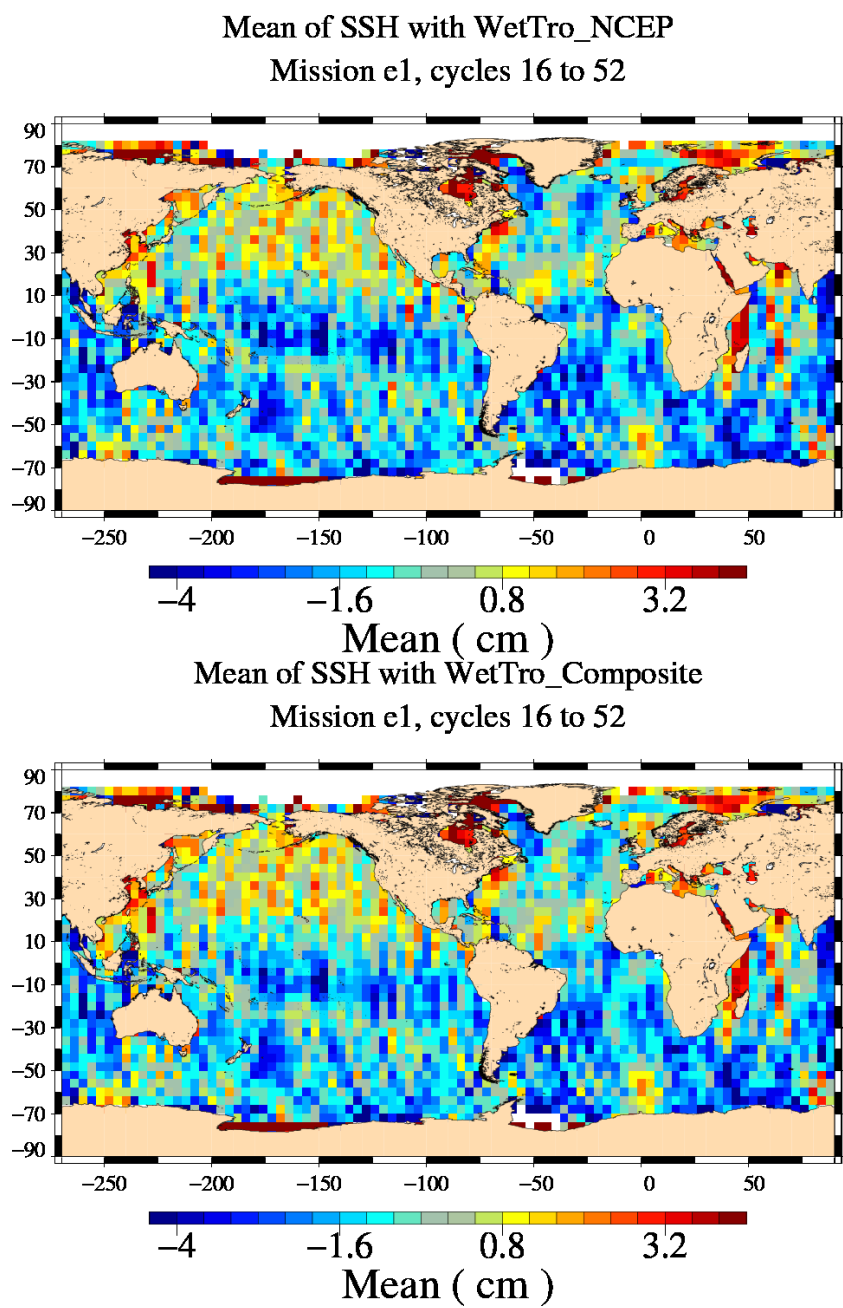 Mean of SSH with WetTro_NCEP
Mission e1, cycles 16 to 52
90
70
50
30
10
−10
−30
−50
−70
−90
−250 −200 −150 −100 −50 0 50
−4 −1.6 0.8 3.2
Mean ( cm )
Mean of SSH with WetTro_Composite
Mission e1, cycles 16 to 52
90
70
50
30
10
−10
−30
−50
−70
−90
−250 −200 −150 −100 −50 0 50
−4 −1.6 0.8 3.2
Mean ( cm )